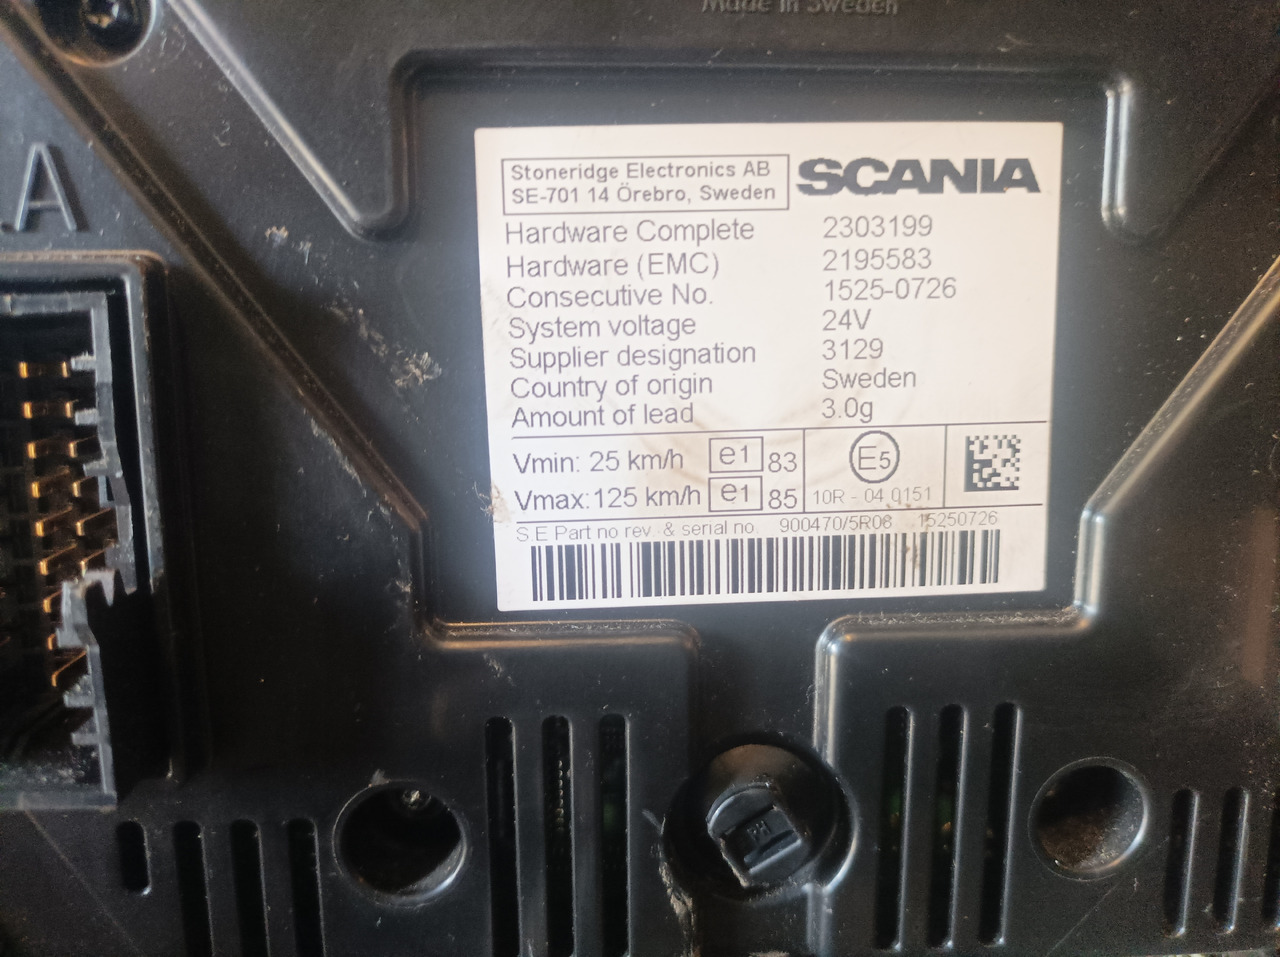 Made in Sweden
A
Stoneridge Electronics AB
SE-701 14 Örebro, Sweden
SCANIA
Hardware Complete 2303199
Hardware (EMC) 2195583
Consecutive No. 1525-0726
System voltage 24V
Supplier designation 3129
Country of origin Sweden
Amount of lead 3.0g
Vmin: 25 km/h e1 83
Vmax: 125 km/h e1 85
E5
10R - 04 0151
S.E Part no rev. & serial no. 900470/5R06 15250726